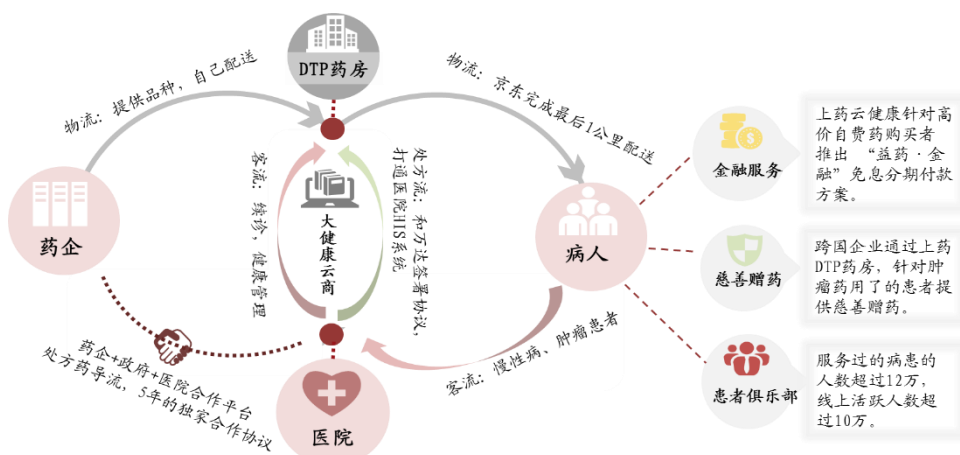 DTP药房
物流：提供品种，自己配送
物流：京东完成最后1公里配送
药企
客流：续诊、健康管理
大健康云商
处方流：和万达签署协议，
打通医院HIS系统
病人
客流：慢性病、肿瘤患者
药企+政府+医院合作平台
处方药导流，5年的独家合作协议
医院
金融服务
上药云健康针对高
价自费药购买者
推出 “益药·金
融”免息分期付款
方案。
慈善赠药
跨国企业通过上药
DTP药房，针对肿
瘤药用了的患者提
供慈善赠药。
患者俱乐部
服务过的病患的
人数超过12万，
线上活跃人数超
过10万。